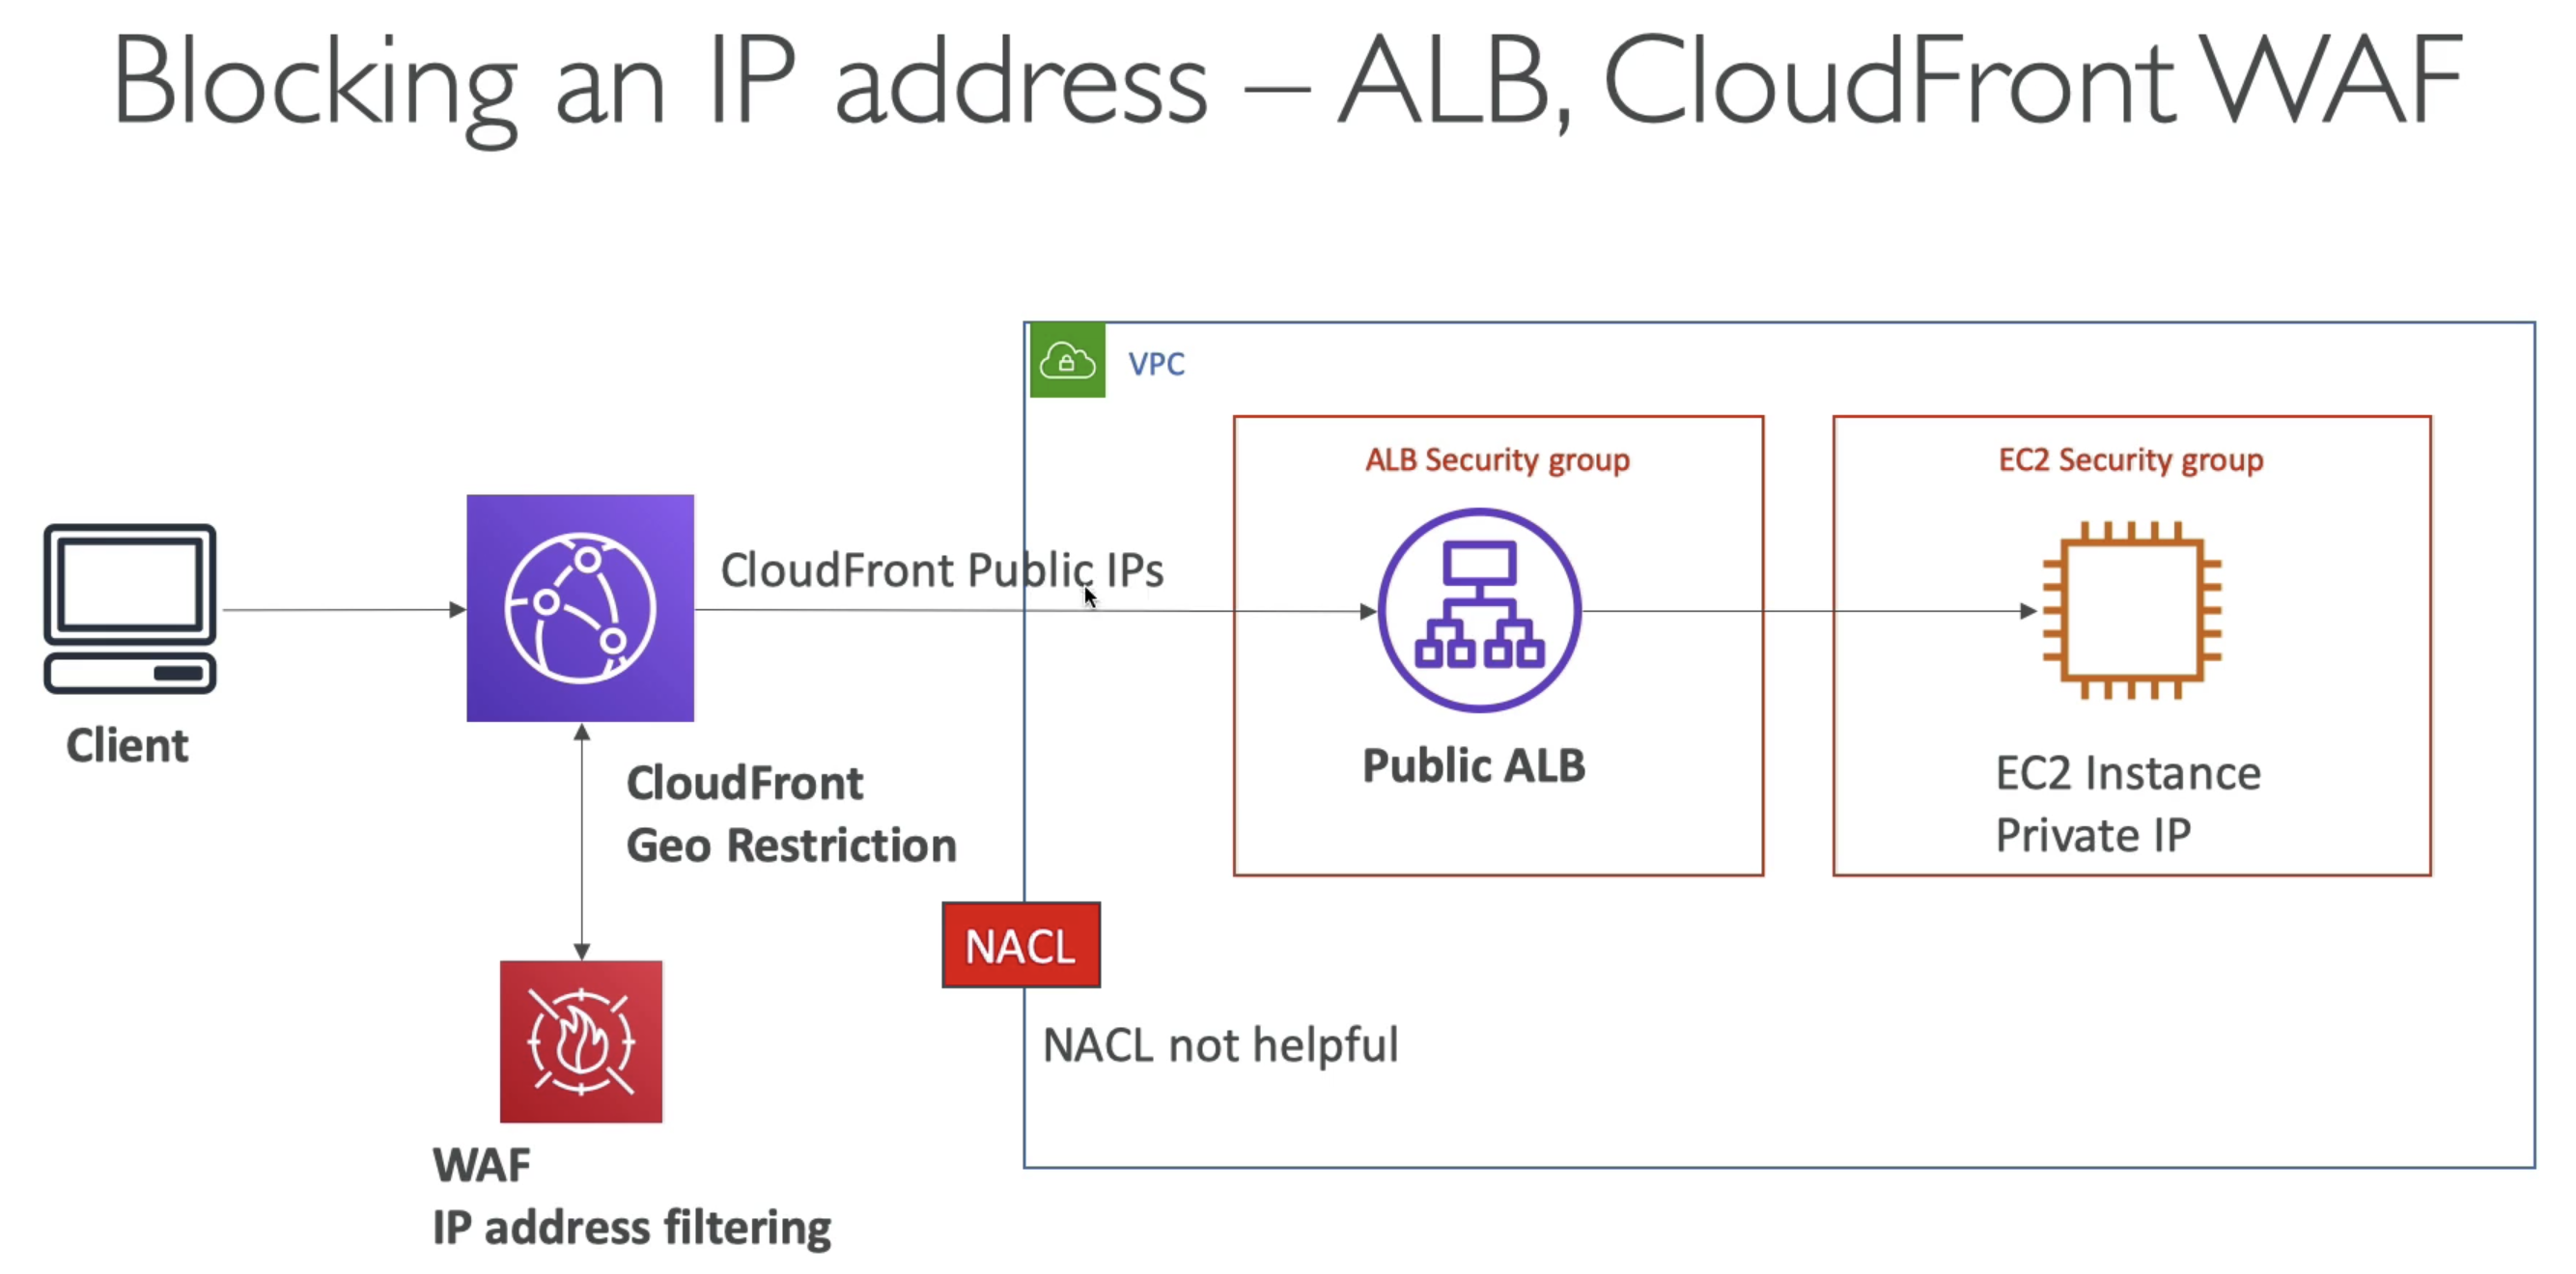 Blocking an IP address – ALB, CloudFront WAF
VPC
ALB Security group
EC2 Security group
CloudFront Public IPs
Client
CloudFront
Geo Restriction
Public ALB
EC2 Instance
Private IP
NACL
NACL not helpful
WAF
IP address filtering